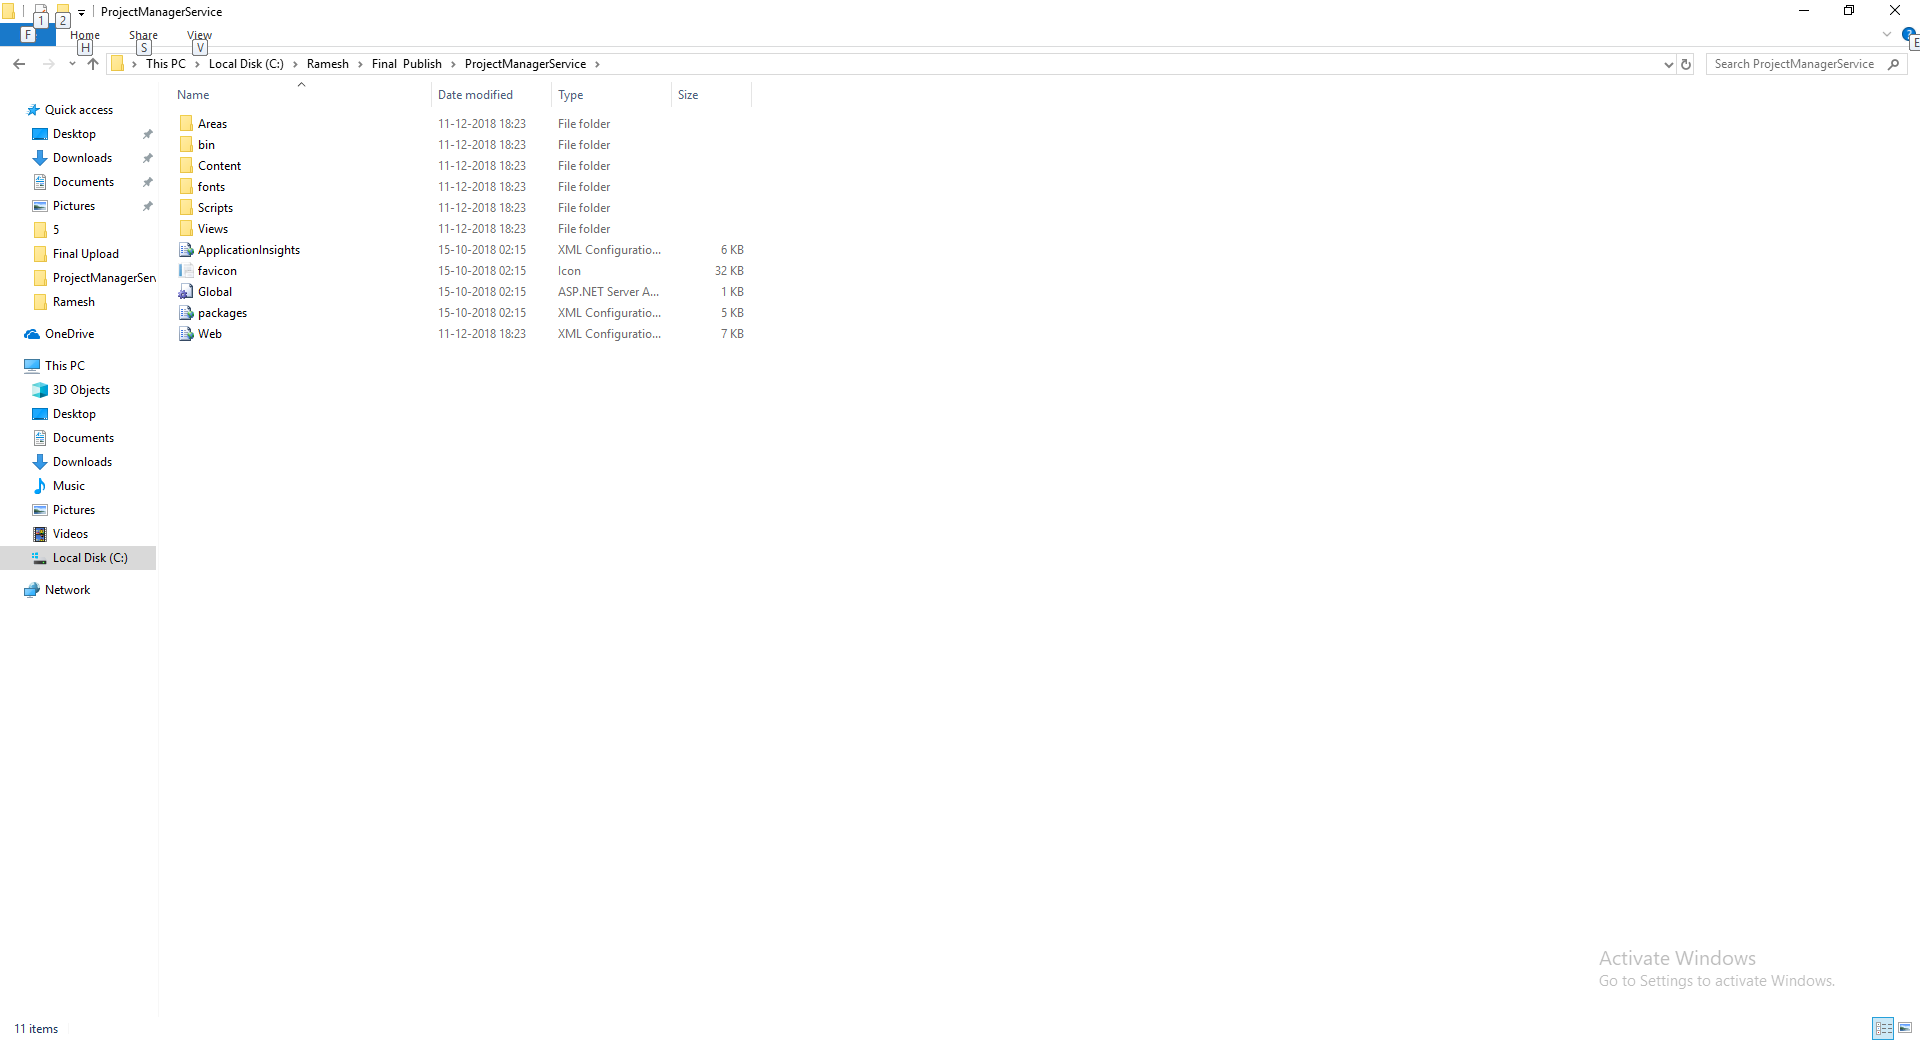 ProjectManagerService
1 2
F Home Share View
H S V E
This PC Local Disk (C:) Ramesh Final Publish ProjectManagerService
Search ProjectManagerService
Name Date modified Type Size
Quick access
Desktop
Downloads
Documents
Pictures
5
Final Upload
ProjectManagerServ
Ramesh
OneDrive
This PC
3D Objects
Desktop
Documents
Downloads
Music
Pictures
Videos
Local Disk (C:)
Network
Areas 11-12-2018 18:23 File folder
bin 11-12-2018 18:23 File folder
Content 11-12-2018 18:23 File folder
fonts 11-12-2018 18:23 File folder
Scripts 11-12-2018 18:23 File folder
Views 11-12-2018 18:23 File folder
ApplicationInsights 15-10-2018 02:15 XML Configuratio... 6 KB
favicon 15-10-2018 02:15 Icon 32 KB
Global 15-10-2018 02:15 ASP.NET Server A... 1 KB
packages 15-10-2018 02:15 XML Configuratio... 5 KB
Web 11-12-2018 18:23 XML Configuratio... 7 KB
Activate Windows
Go to Settings to activate Windows.
11 items